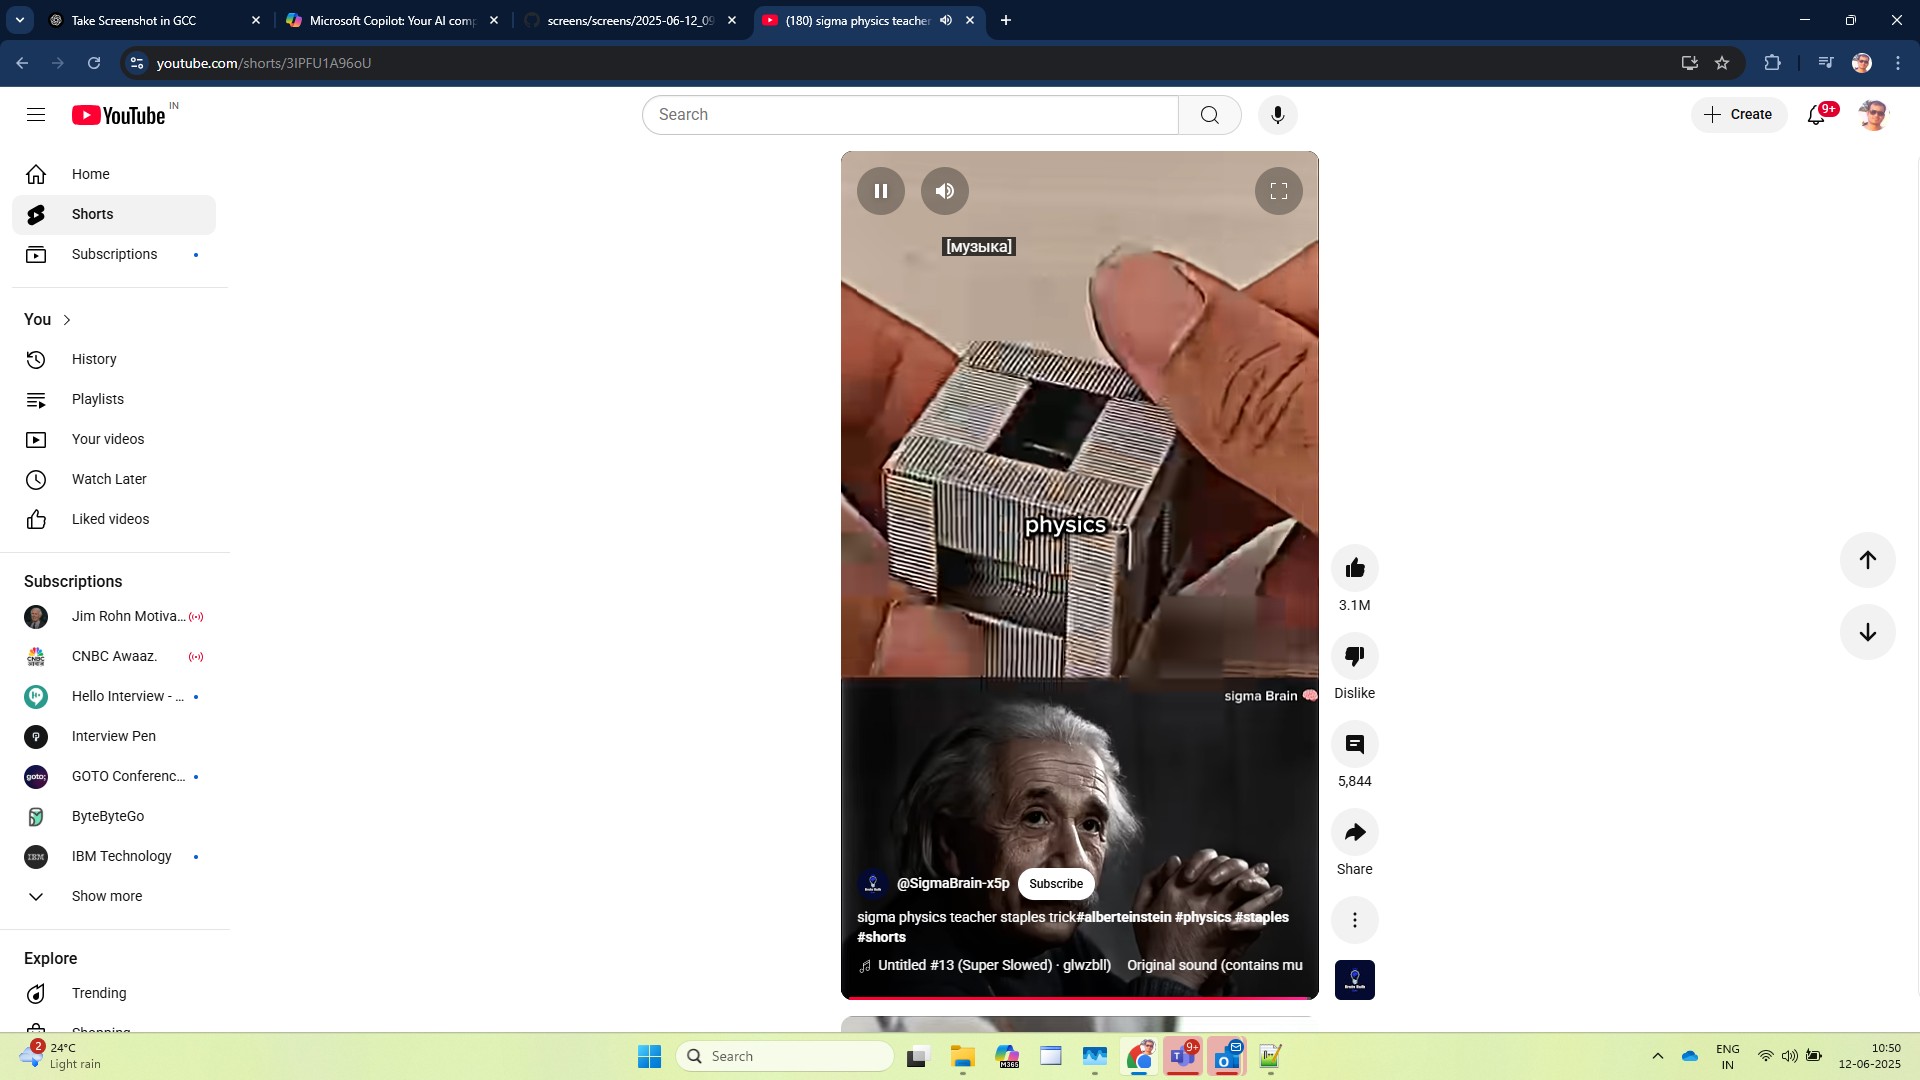 Take Screenshot in GCC
Microsoft Copilot: Your AI comp
screens/screens/2025-06-12_09
(180) sigma physics teacher
youtube.com/shorts/3IPFU1A96oU
YouTube IN
Search
Create
9+
Home
Shorts
Subscriptions
You
History
Playlists
Your videos
Watch Later
Liked videos
Subscriptions
Jim Rohn Motiva...
CNBC Awaaz.
Hello Interview - ...
Interview Pen
GOTO Conferenc...
ByteByteGo
IBM Technology
Show more
Explore
Trending
Shopping
[музыка]
physics
sigma Brain
@SigmaBrain-x5p
Subscribe
sigma physics teacher staples trick#alberteinstein #physics #staples
#shorts
Untitled #13 (Super Slowed) · glwzbll) Original sound (contains mu
3.1M
Dislike
5,844
Share
2
24°C
Light rain
Search
M365
9+
ENG
IN
10:50
12-06-2025